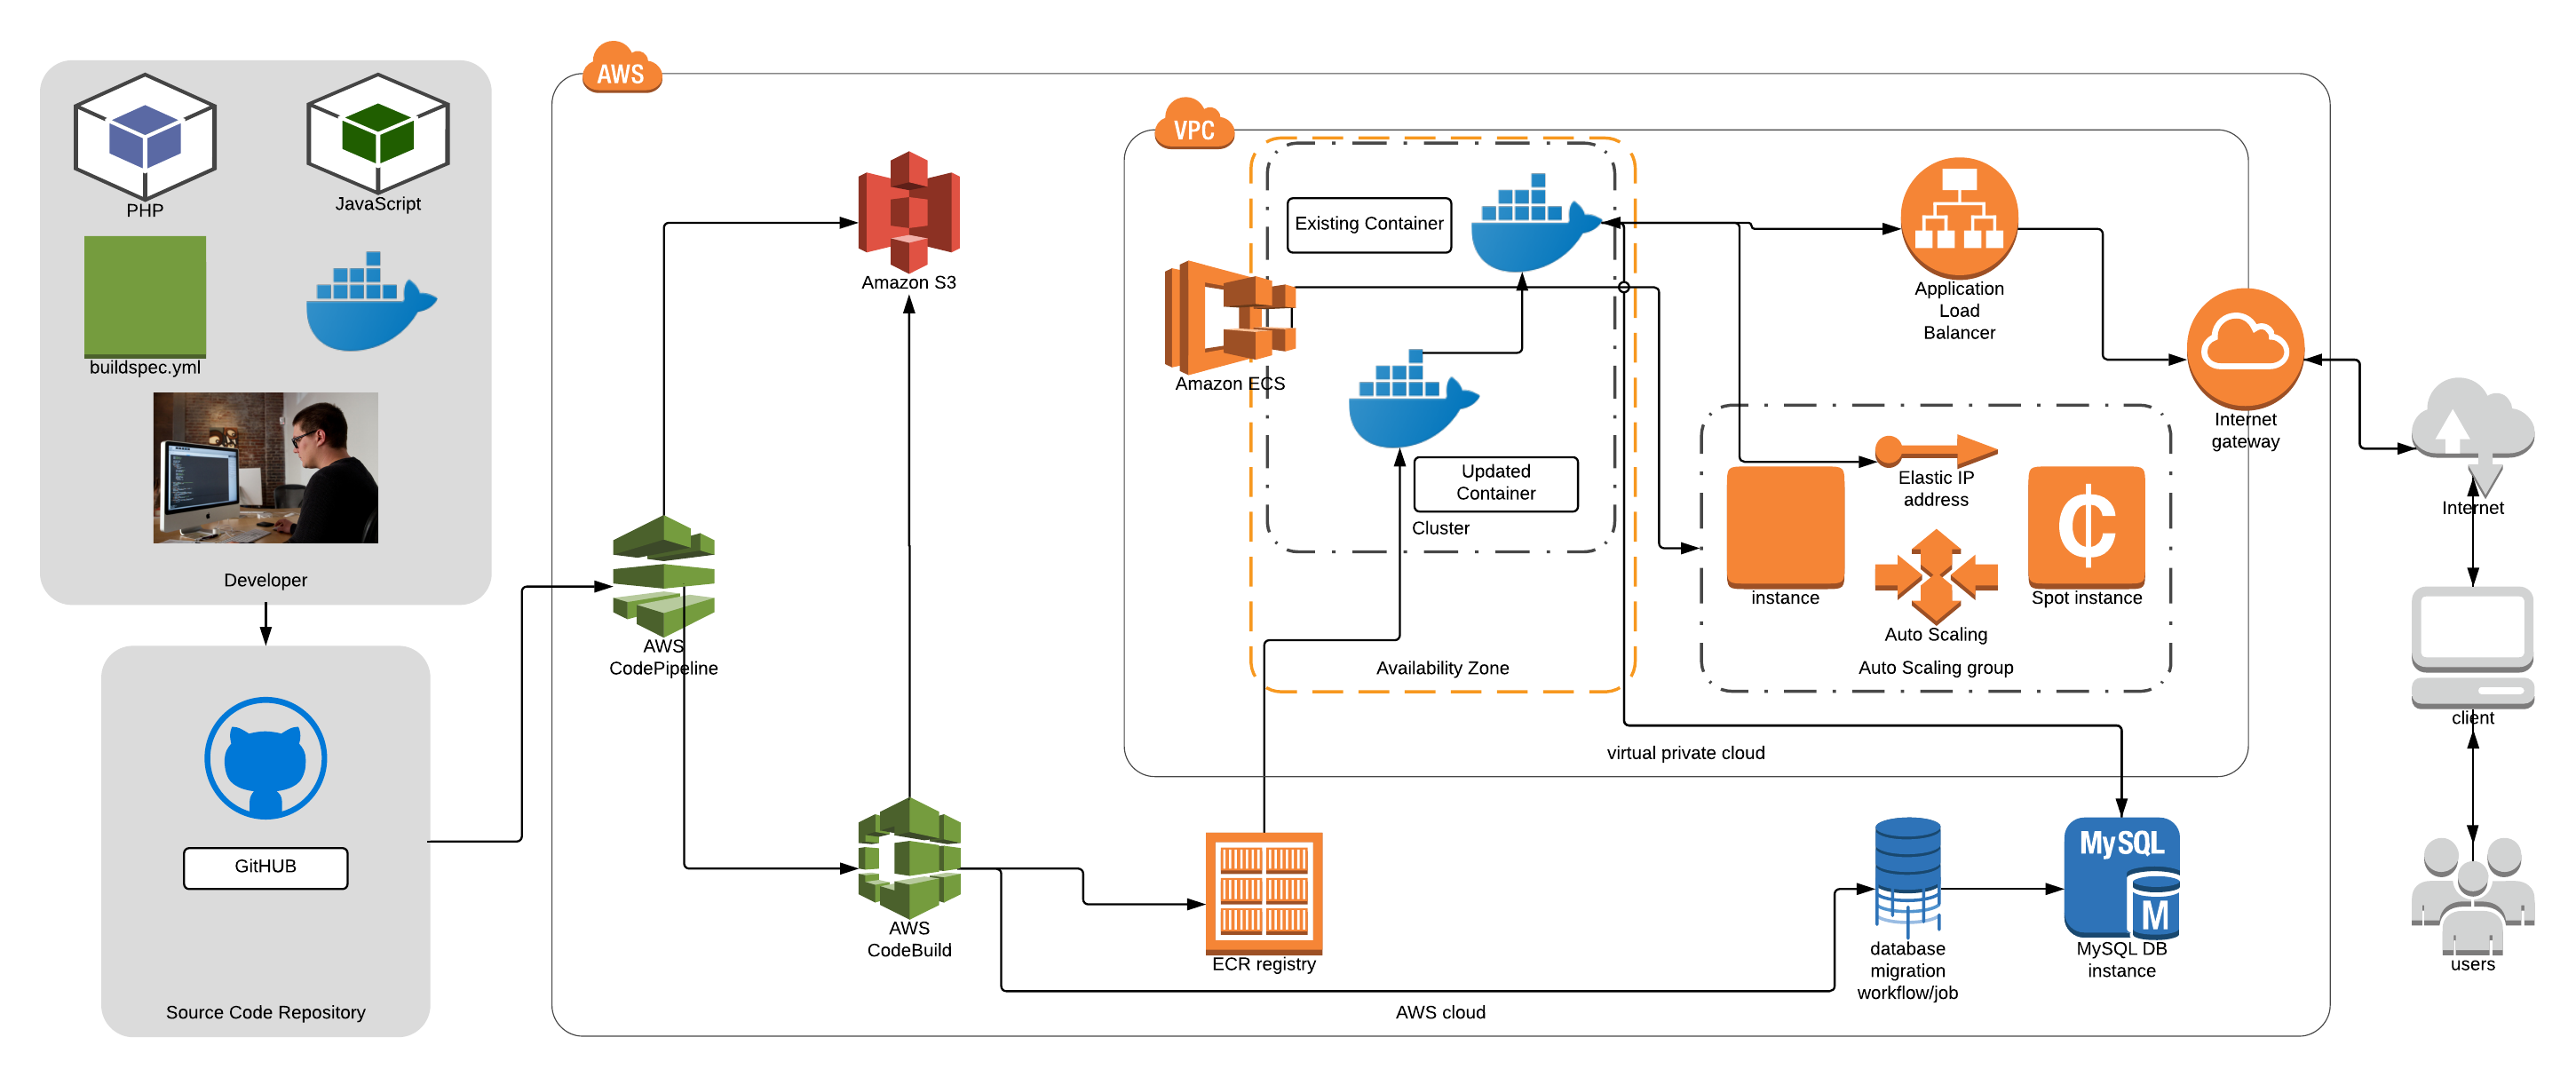 AWS
VPC
PHP
JavaScript
buildspec.yml
Developer
GitHUB
Source Code Repository
AWS
CodePipeline
Amazon S3
AWS
CodeBuild
ECR registry
Existing Container
Amazon ECS
Updated
Container
Cluster
Availability Zone
Application
Load
Balancer
Internet
gateway
Elastic IP
address
instance
Spot instance
Auto Scaling
Auto Scaling group
virtual private cloud
database
migration
workflow/job
MySQL
M
MySQL DB
instance
AWS cloud
Internet
client
users